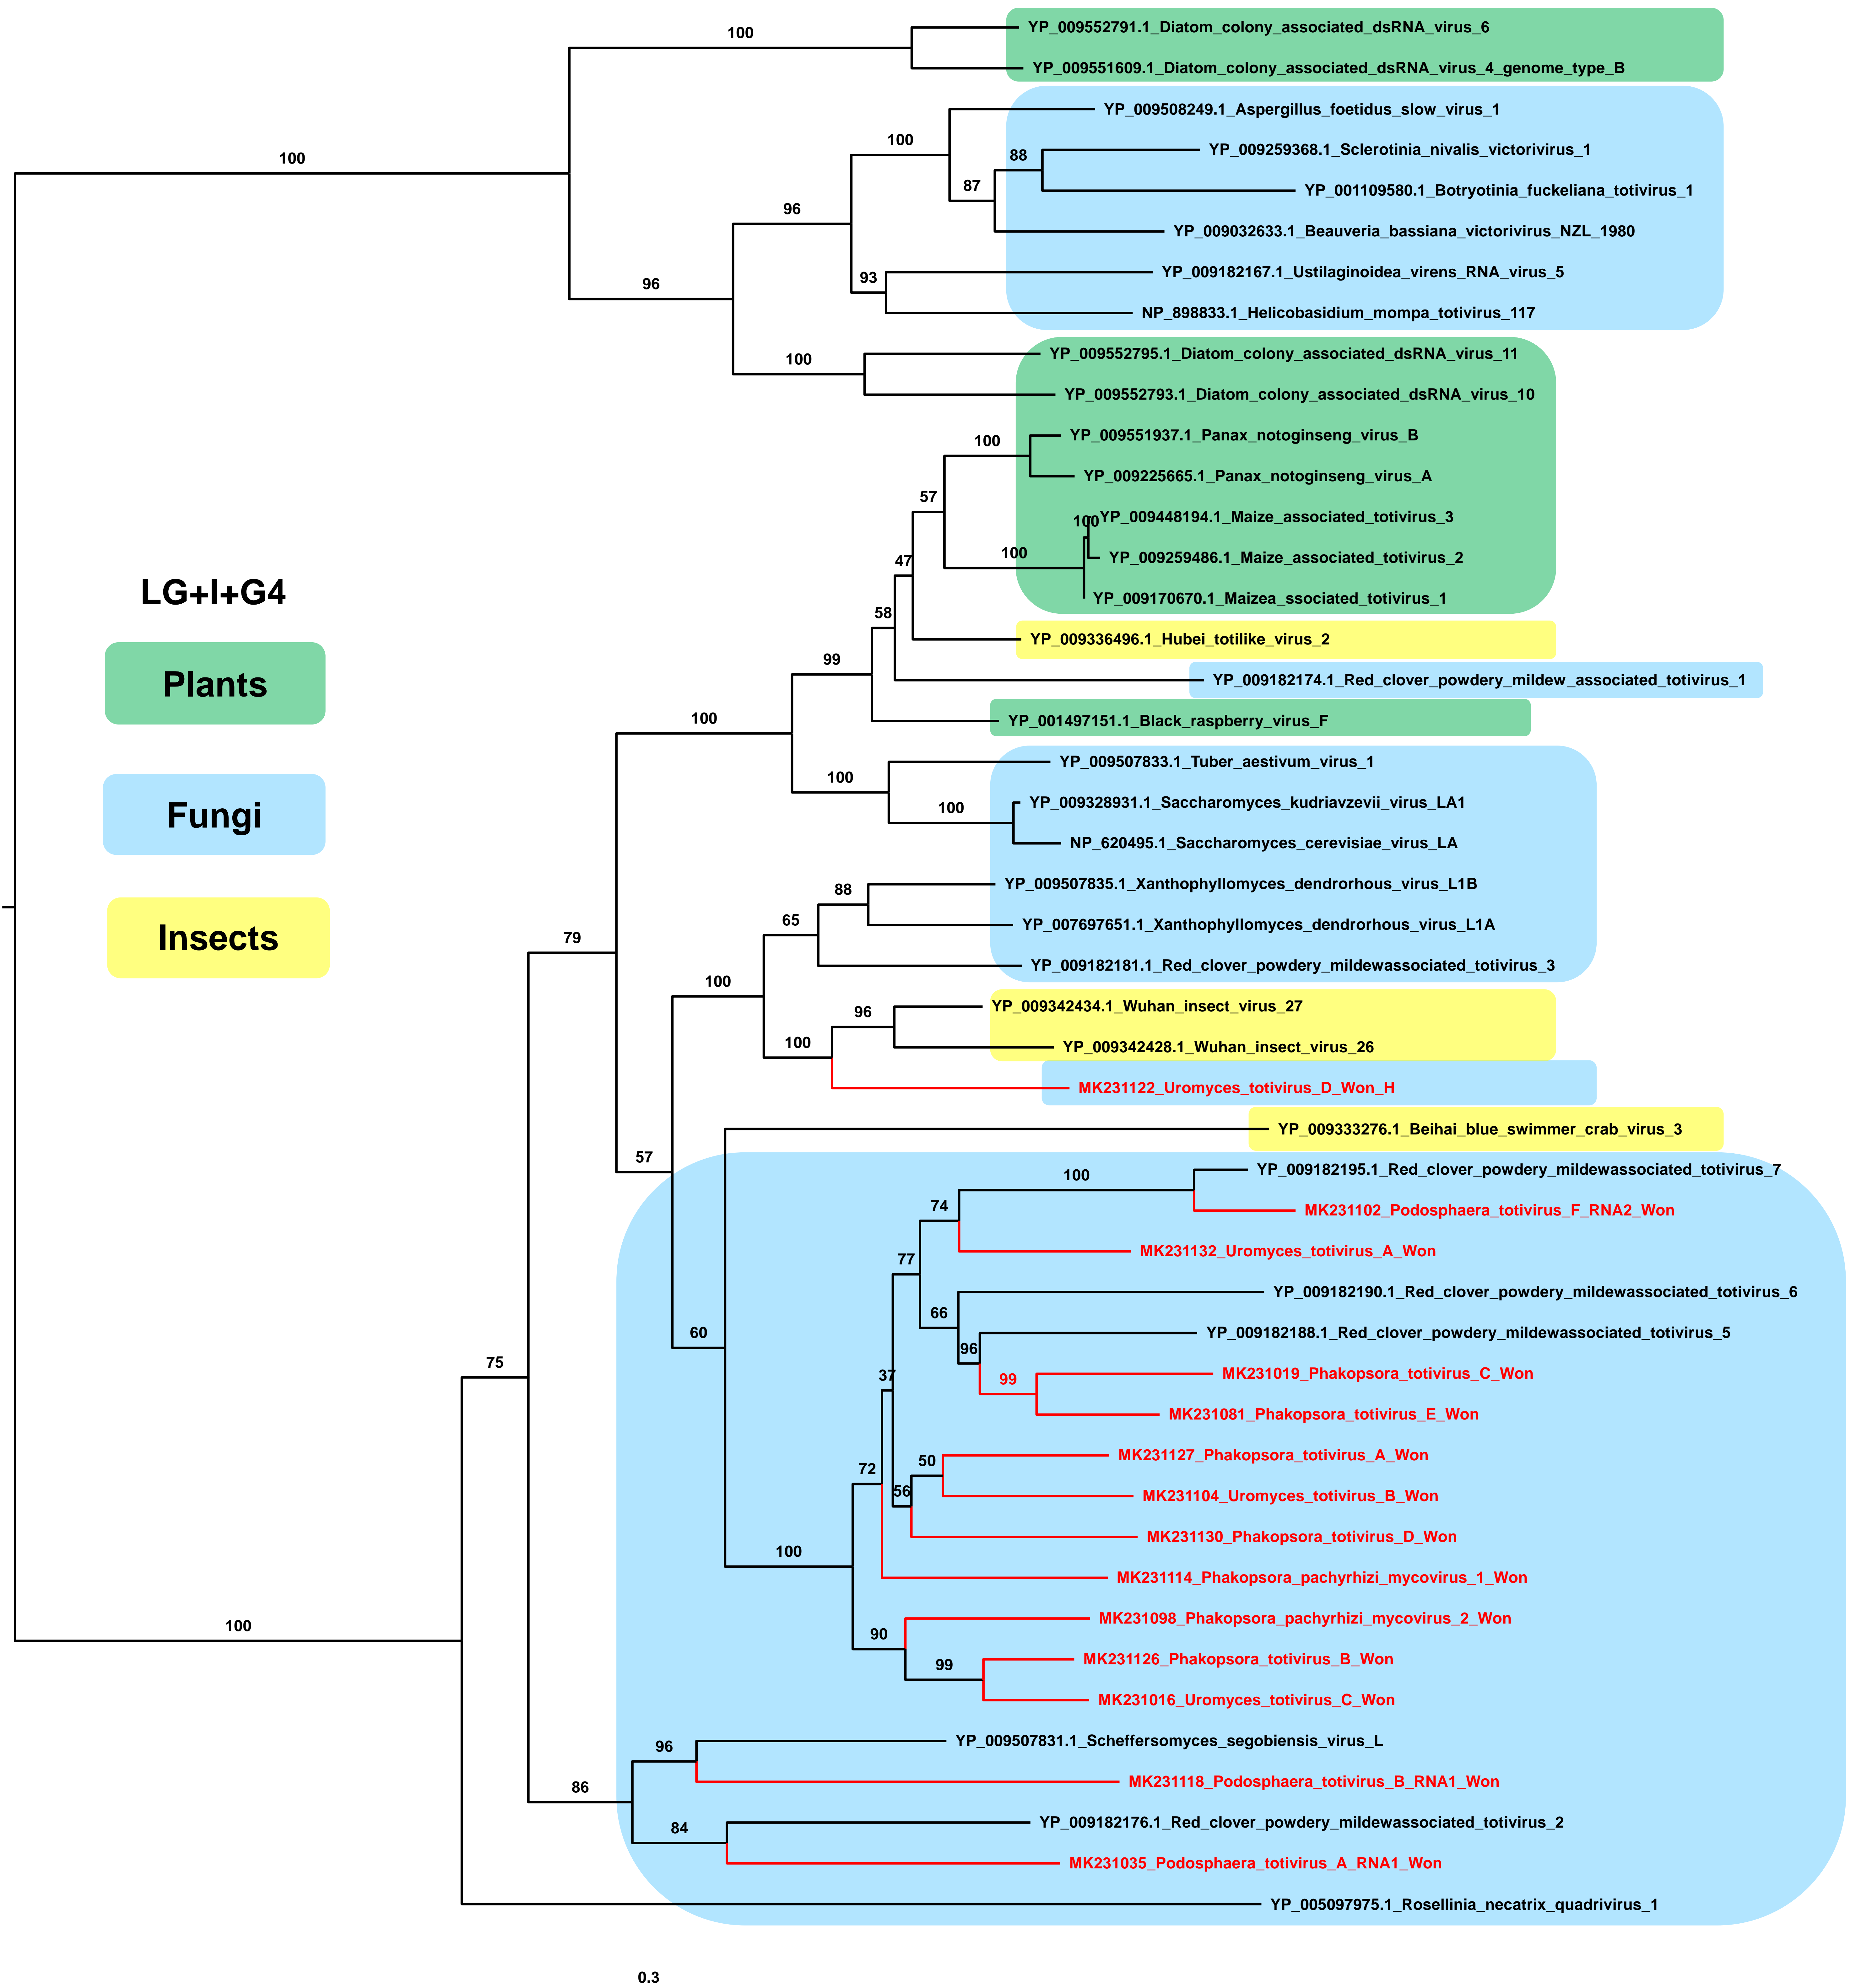 100
YP_009552791.1_Diatom_colony_associated_dsRNA_virus_6
YP_009551609.1_Diatom_colony_associated_dsRNA_virus_4_genome_type_B
100
YP_009508249.1_Aspergillus_foetidus_slow_virus_1
100
88
YP_009259368.1_Sclerotinia_nivalis_victorivirus_1
87
YP_001109580.1_Botryotinia_fuckeliana_totivirus_1
96
YP_009032633.1_Beauveria_bassiana_victorivirus_NZL_1980
96
93
YP_009182167.1_Ustilaginoidea_virens_RNA_virus_5
NP_898833.1_Helicobasidium_mompa_totivirus_117
100
YP_009552795.1_Diatom_colony_associated_dsRNA_virus_11
YP_009552793.1_Diatom_colony_associated_dsRNA_virus_10
100
YP_009551937.1_Panax_notoginseng_virus_B
YP_009225665.1_Panax_notoginseng_virus_A
57
100
YP_009448194.1_Maize_associated_totivirus_3
100
YP_009259486.1_Maize_associated_totivirus_2
47
YP_009170670.1_Maizea_ssociated_totivirus_1
58
YP_009336496.1_Hubei_totilike_virus_2
99
YP_009182174.1_Red_clover_powdery_mildew_associated_totivirus_1
100
YP_001497151.1_Black_raspberry_virus_F
LG+I+G4
Plants
Fungi
Insects
100
YP_009507833.1_Tuber_aestivum_virus_1
100
YP_009328931.1_Saccharomyces_kudriavzevii_virus_LA1
NP_620495.1_Saccharomyces_cerevisiae_virus_LA
88
YP_009507835.1_Xanthophyllomyces_dendrorhous_virus_L1B
65
YP_007697651.1_Xanthophyllomyces_dendrorhous_virus_L1A
79
YP_009182181.1_Red_clover_powdery_mildewassociated_totivirus_3
100
96
YP_009342434.1_Wuhan_insect_virus_27
100
YP_009342428.1_Wuhan_insect_virus_26
MK231122_Uromyces_totivirus_D_Won_H
YP_009333276.1_Beihai_blue_swimmer_crab_virus_3
57
100
YP_009182195.1_Red_clover_powdery_mildewassociated_totivirus_7
74
MK231102_Podosphaera_totivirus_F_RNA2_Won
77
MK231132_Uromyces_totivirus_A_Won
66
YP_009182190.1_Red_clover_powdery_mildewassociated_totivirus_6
60
96
YP_009182188.1_Red_clover_powdery_mildewassociated_totivirus_5
75
37
99
MK231019_Phakopsora_totivirus_C_Won
MK231081_Phakopsora_totivirus_E_Won
72
50
MK231127_Phakopsora_totivirus_A_Won
56
MK231104_Uromyces_totivirus_B_Won
MK231130_Phakopsora_totivirus_D_Won
100
MK231114_Phakopsora_pachyrhizi_mycovirus_1_Won
100
90
MK231098_Phakopsora_pachyrhizi_mycovirus_2_Won
99
MK231126_Phakopsora_totivirus_B_Won
MK231016_Uromyces_totivirus_C_Won
96
YP_009507831.1_Scheffersomyces_segobiensis_virus_L
86
MK231118_Podosphaera_totivirus_B_RNA1_Won
84
YP_009182176.1_Red_clover_powdery_mildewassociated_totivirus_2
MK231035_Podosphaera_totivirus_A_RNA1_Won
YP_005097975.1_Rosellinia_necatrix_quadrivirus_1
0.3